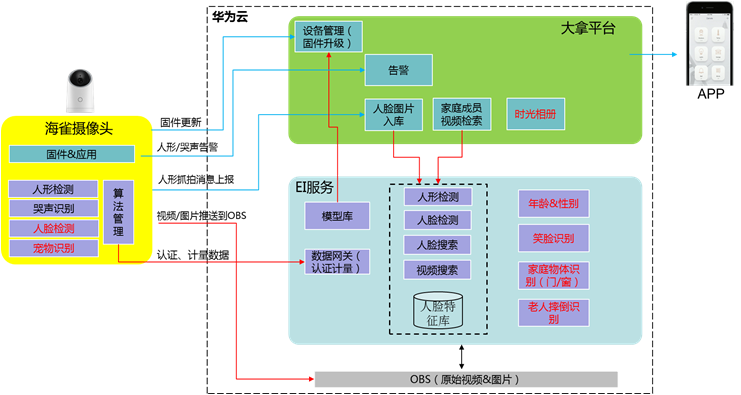 华为云
大拿平台
设备管理（
固件升级）
告警
人脸图片
入库
家庭成员
视频检索
时光相册
APP
海雀摄像头
固件&应用
人形检测
哭声识别
人脸检测
宠物识别
算
法
管
理
固件更新
人形/哭声告警
人形抓拍消息上报
视频/图片推送到OBS
认证、计量数据
EI服务
模型库
数据网关（
认证计量）
人形检测
人脸检测
人脸搜索
视频搜索
人脸特
征库
年龄&性别
笑脸识别
家庭物体识
别（门/窗）
老人摔倒识
别
OBS（原始视频&图片）